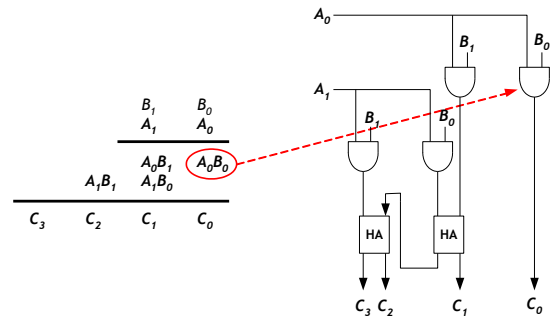 B₁ B₀
A₁ A₀
A₀B₁ A₀B₀
A₁B₁ A₁B₀
C₃ C₂ C₁ C₀
A₀
B₁ B₀
A₁
B₁ B₀
HA HA
C₃ C₂ C₁ C₀